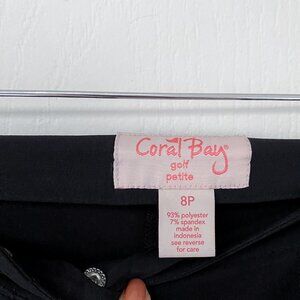 Coral Bay®
golf
petite
8P
93% polyester
7% spandex
made in
indonesia
see reverse
for care